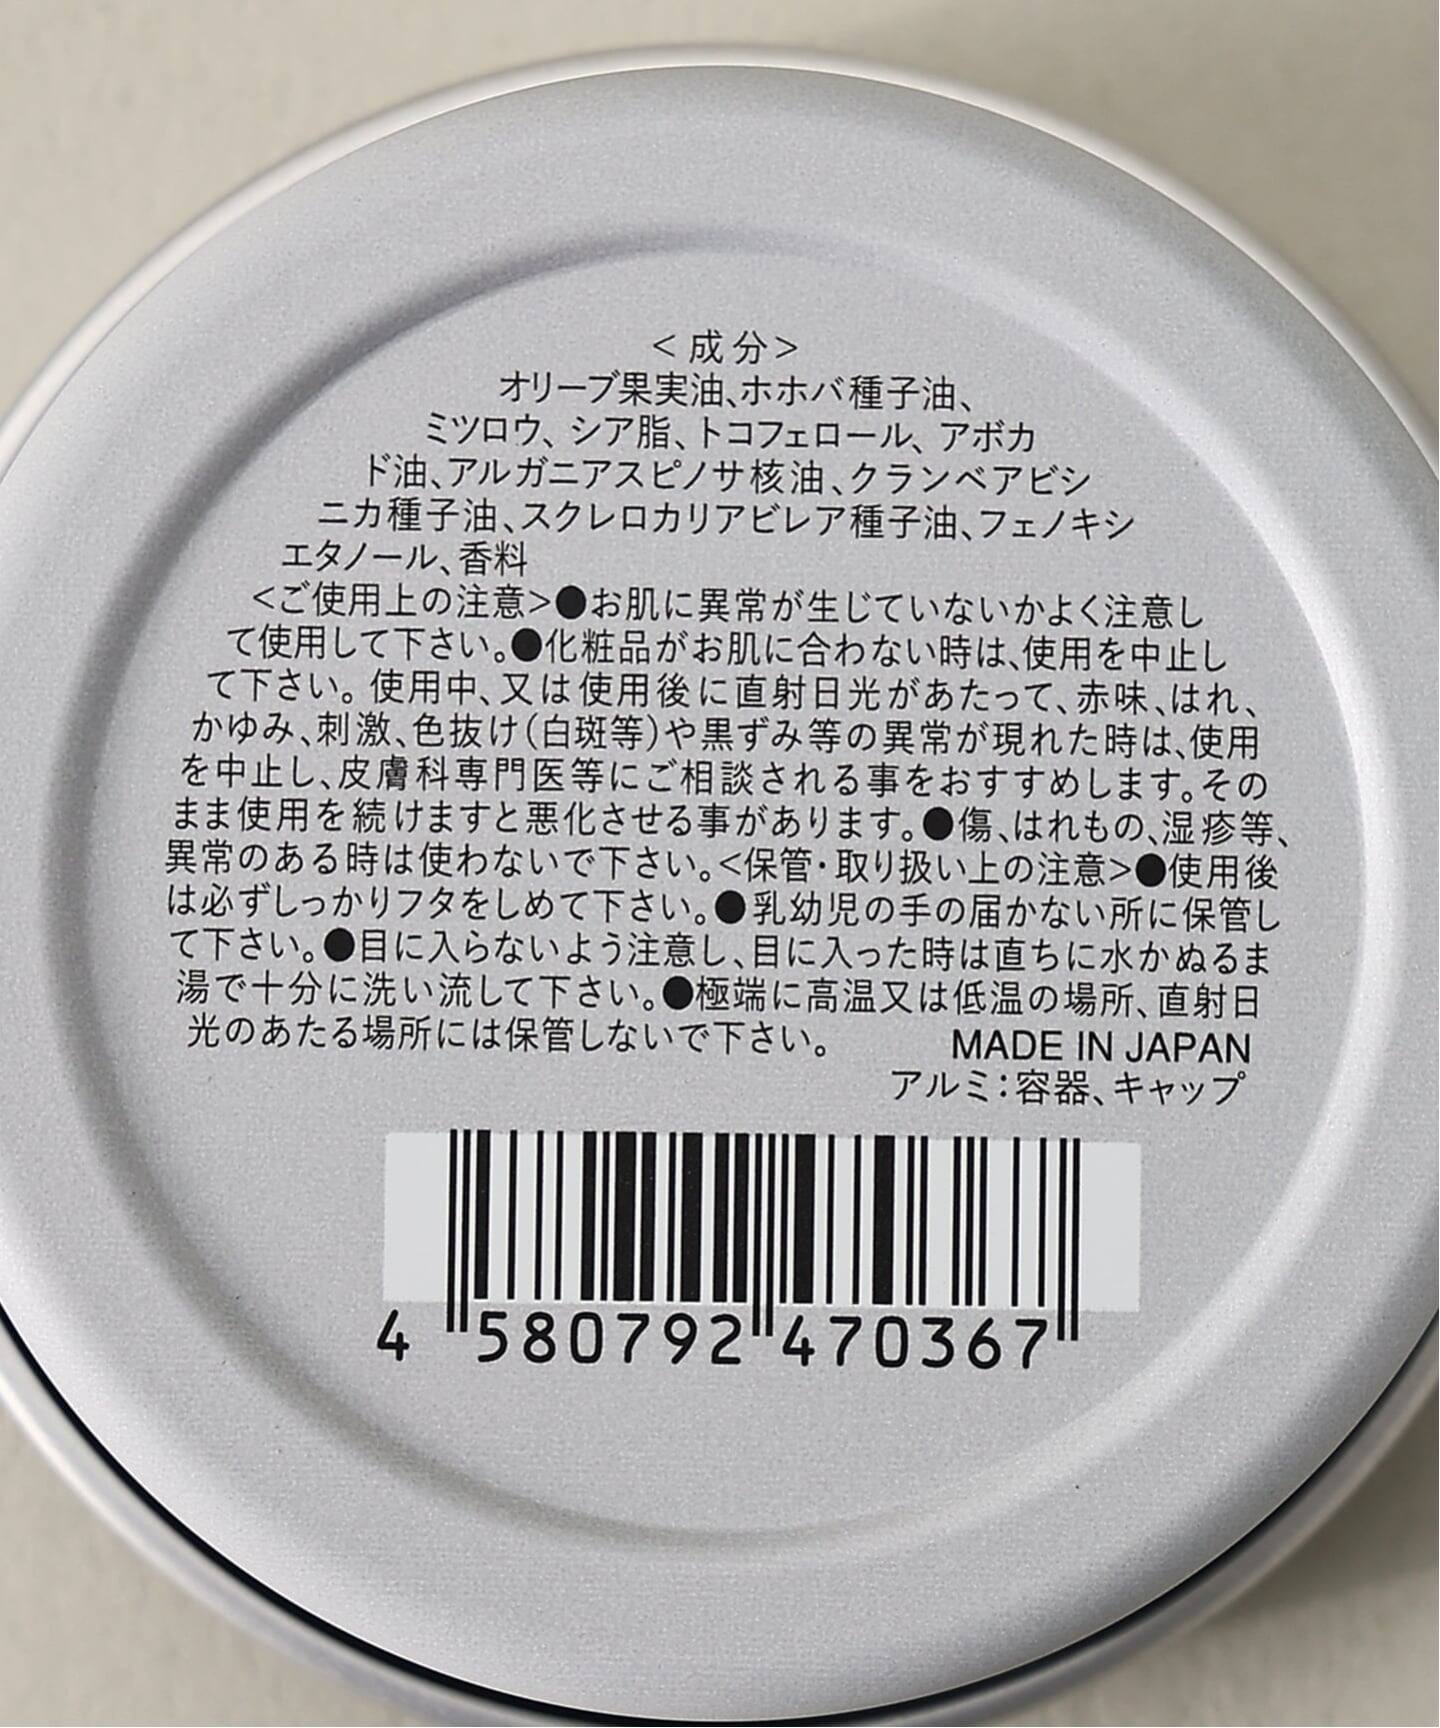 ＜成分＞
オリーブ果実油、ホホバ種子油、
ミツロウ、シア脂、トコフェロール、アボカ
ド油、アルガニアスピノサ核油、クランベアビシ
ニカ種子油、スクレロカリアビレア種子油、フェノキシ
エタノール、香料
＜ご使用上の注意＞●お肌に異常が生じていないかよく注意し
て使用して下さい。●化粧品がお肌に合わない時は、使用を中止し
て下さい。使用中、又は使用後に直射日光があたって、赤味、はれ、
かゆみ、刺激、色抜け（白斑等）や黒ずみ等の異常が現れた時は、使用
を中止し、皮膚科専門医等にご相談される事をおすすめします。その
まま使用を続けますと悪化させる事があります。●傷、はれもの、湿疹等、
異常のある時は使わないで下さい。＜保管・取り扱い上の注意＞●使用後
は必ずしっかりフタをしめて下さい。●乳幼児の手の届かない所に保管し
て下さい。●目に入らないよう注意し、目に入った時は直ちに水かぬるま
湯で十分に洗い流して下さい。●極端に高温又は低温の場所、直射日
光のあたる場所には保管しないで下さい。 MADE IN JAPAN
アルミ：容器、キャップ
4 580792 470367